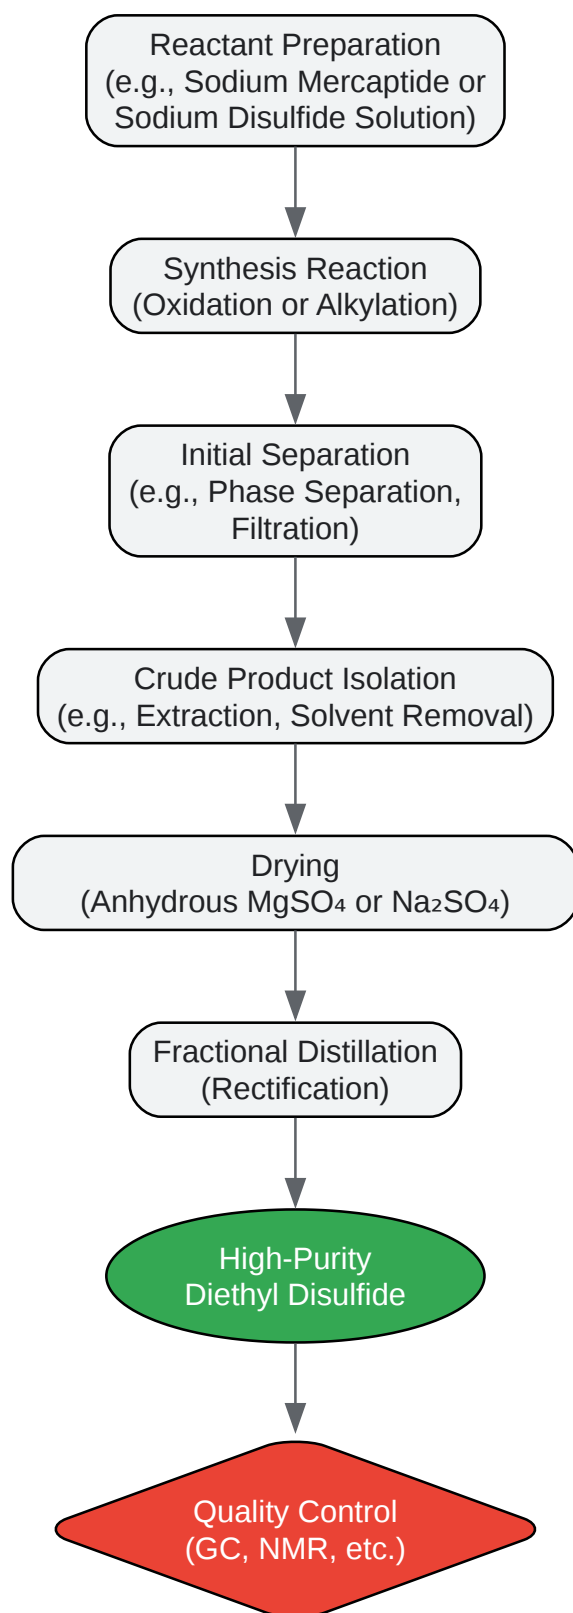 Reactant Preparation
(e.g., Sodium Mercaptide or
Sodium Disulfide Solution)
Synthesis Reaction
(Oxidation or Alkylation)
Initial Separation
(e.g., Phase Separation,
Filtration)
Crude Product Isolation
(e.g., Extraction, Solvent Removal)
Drying
(Anhydrous MgSO₄ or Na₂SO₄)
Fractional Distillation
(Rectification)
High-Purity
Diethyl Disulfide
Quality Control
(GC, NMR, etc.)